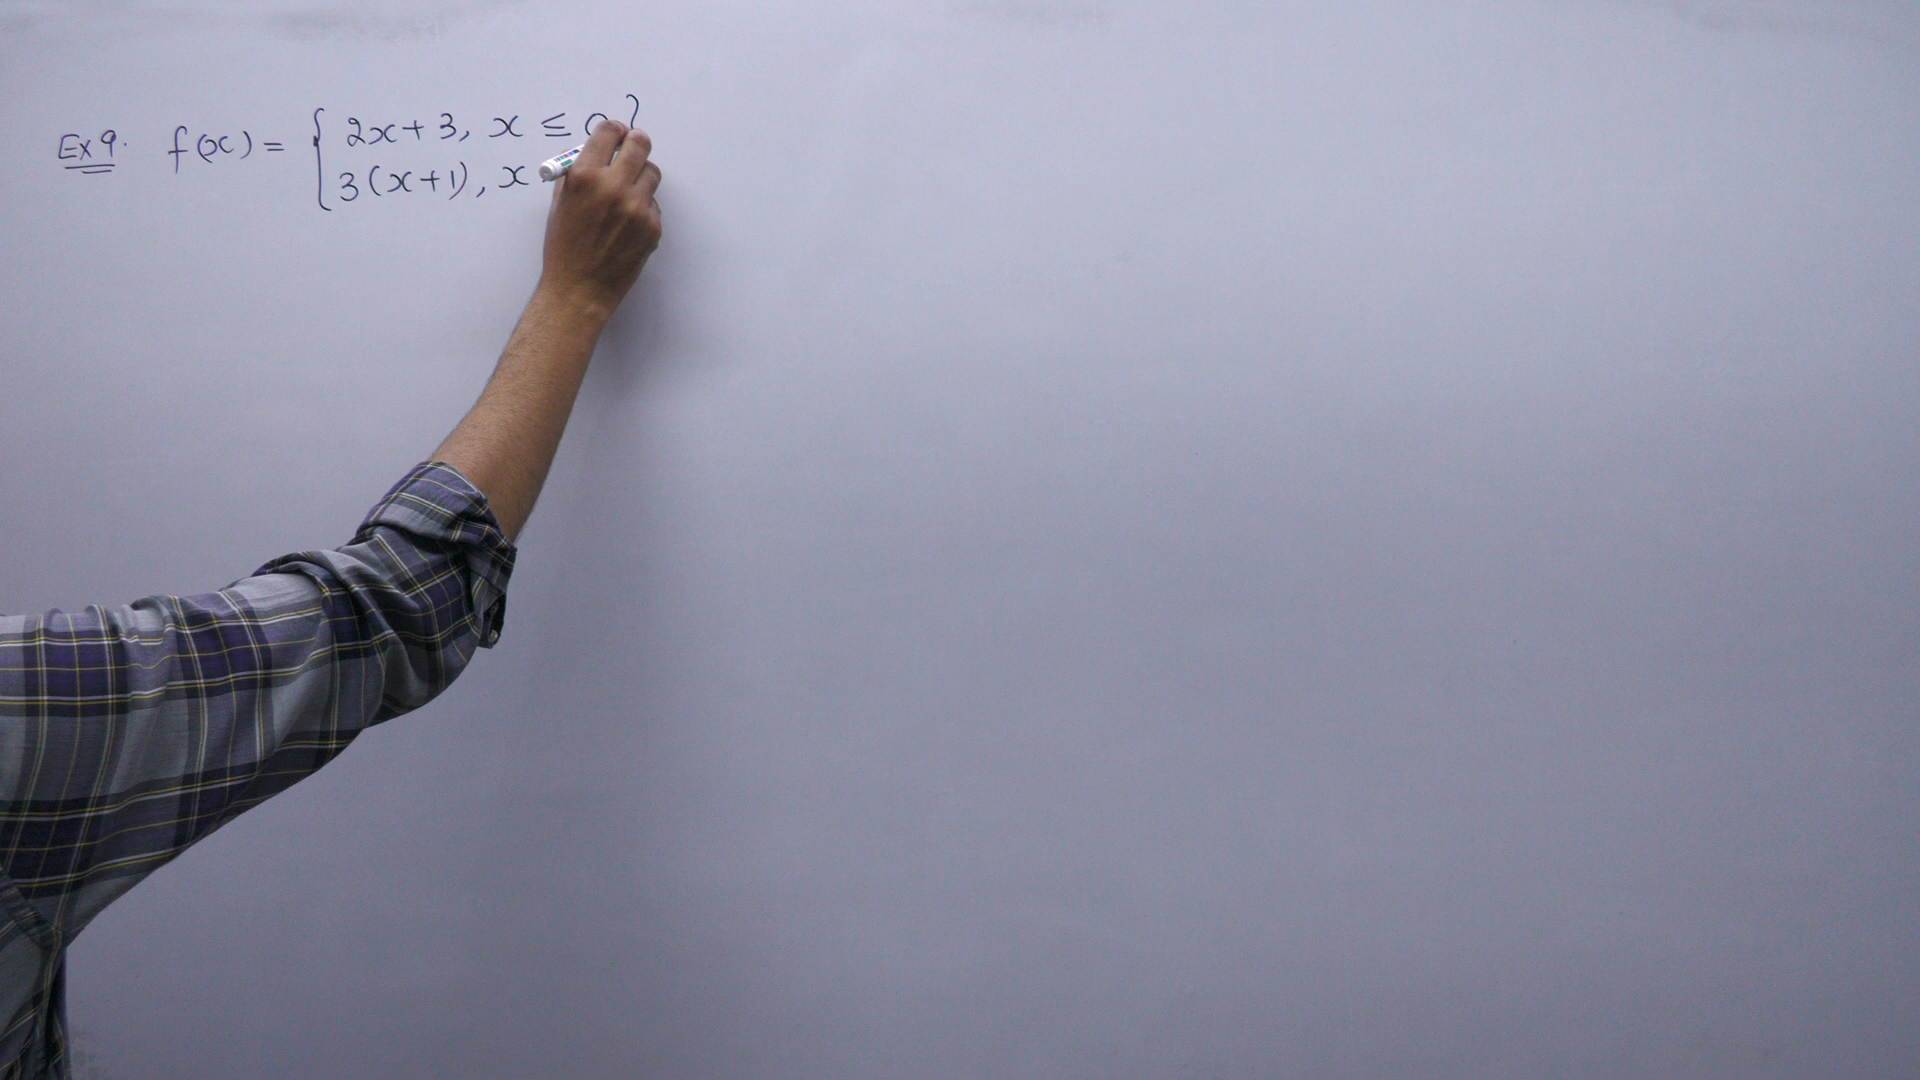 Ex 9. f(x) = { 2x+3, x ≤ 0 }
3(x+1), x